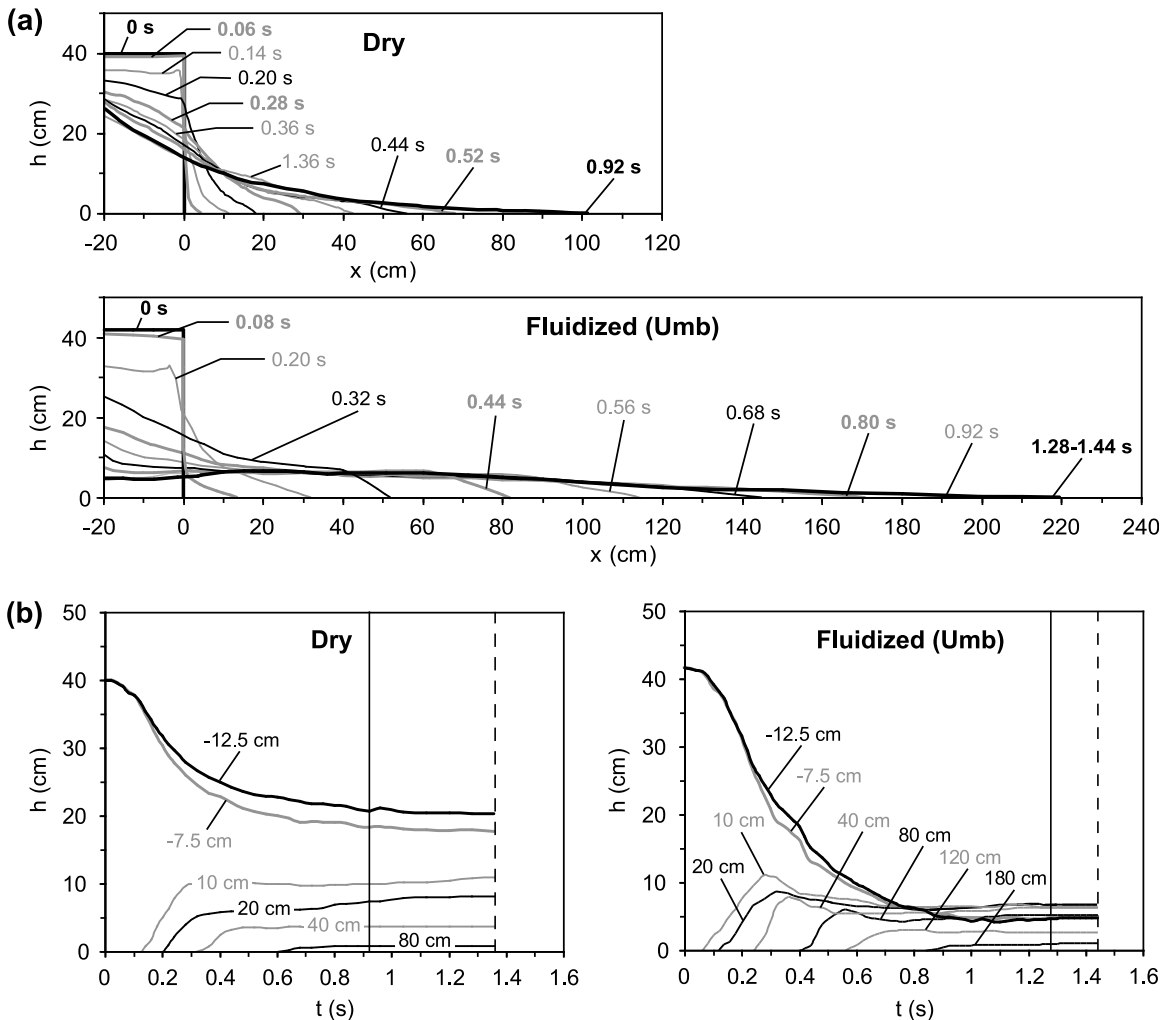 (a)
Dry
0 s
0.06 s
0.14 s
0.20 s
0.28 s
0.36 s
1.36 s
0.44 s
0.52 s
0.92 s
h (cm)
40
20
0
-20 0 20 40 60 80 100 120
x (cm)
Fluidized (Umb)
0 s
0.08 s
0.20 s
0.32 s
0.44 s
0.56 s
0.68 s
0.80 s
0.92 s
1.28-1.44 s
h (cm)
40
20
0
-20 0 20 40 60 80 100 120 140 160 180 200 220 240
x (cm)
(b)
Dry
h (cm)
50
40
30
20
10
0
-12.5 cm
-7.5 cm
10 cm
20 cm
40 cm
80 cm
0 0.2 0.4 0.6 0.8 1 1.2 1.4 1.6
t (s)
Fluidized (Umb)
h (cm)
50
40
30
20
10
0
-12.5 cm
-7.5 cm
10 cm
40 cm
80 cm
20 cm
120 cm
180 cm
0 0.2 0.4 0.6 0.8 1 1.2 1.4 1.6
t (s)